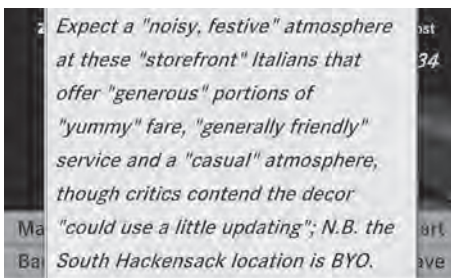 Expect a "noisy, festive" atmosphere
at these "storefront" Italians that
offer "generous" portions of
"yummy" fare, "generally friendly"
service and a "casual" atmosphere,
though critics contend the decor
"could use a little updating"; N.B. the
South Hackensack location is BYO.
34